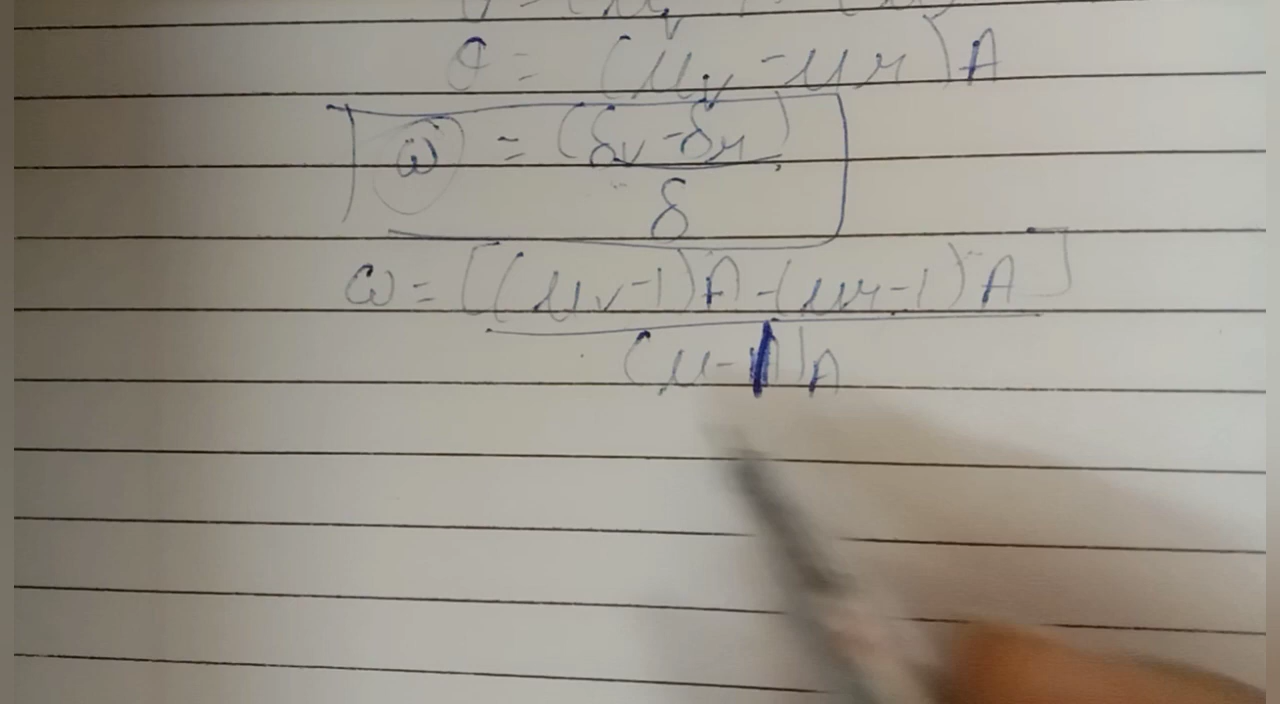 θ = (μv - μr)A
ω = (δv - δr)
δ
ω = [(μv-1)A - (μr-1)A]
(μ-1)A